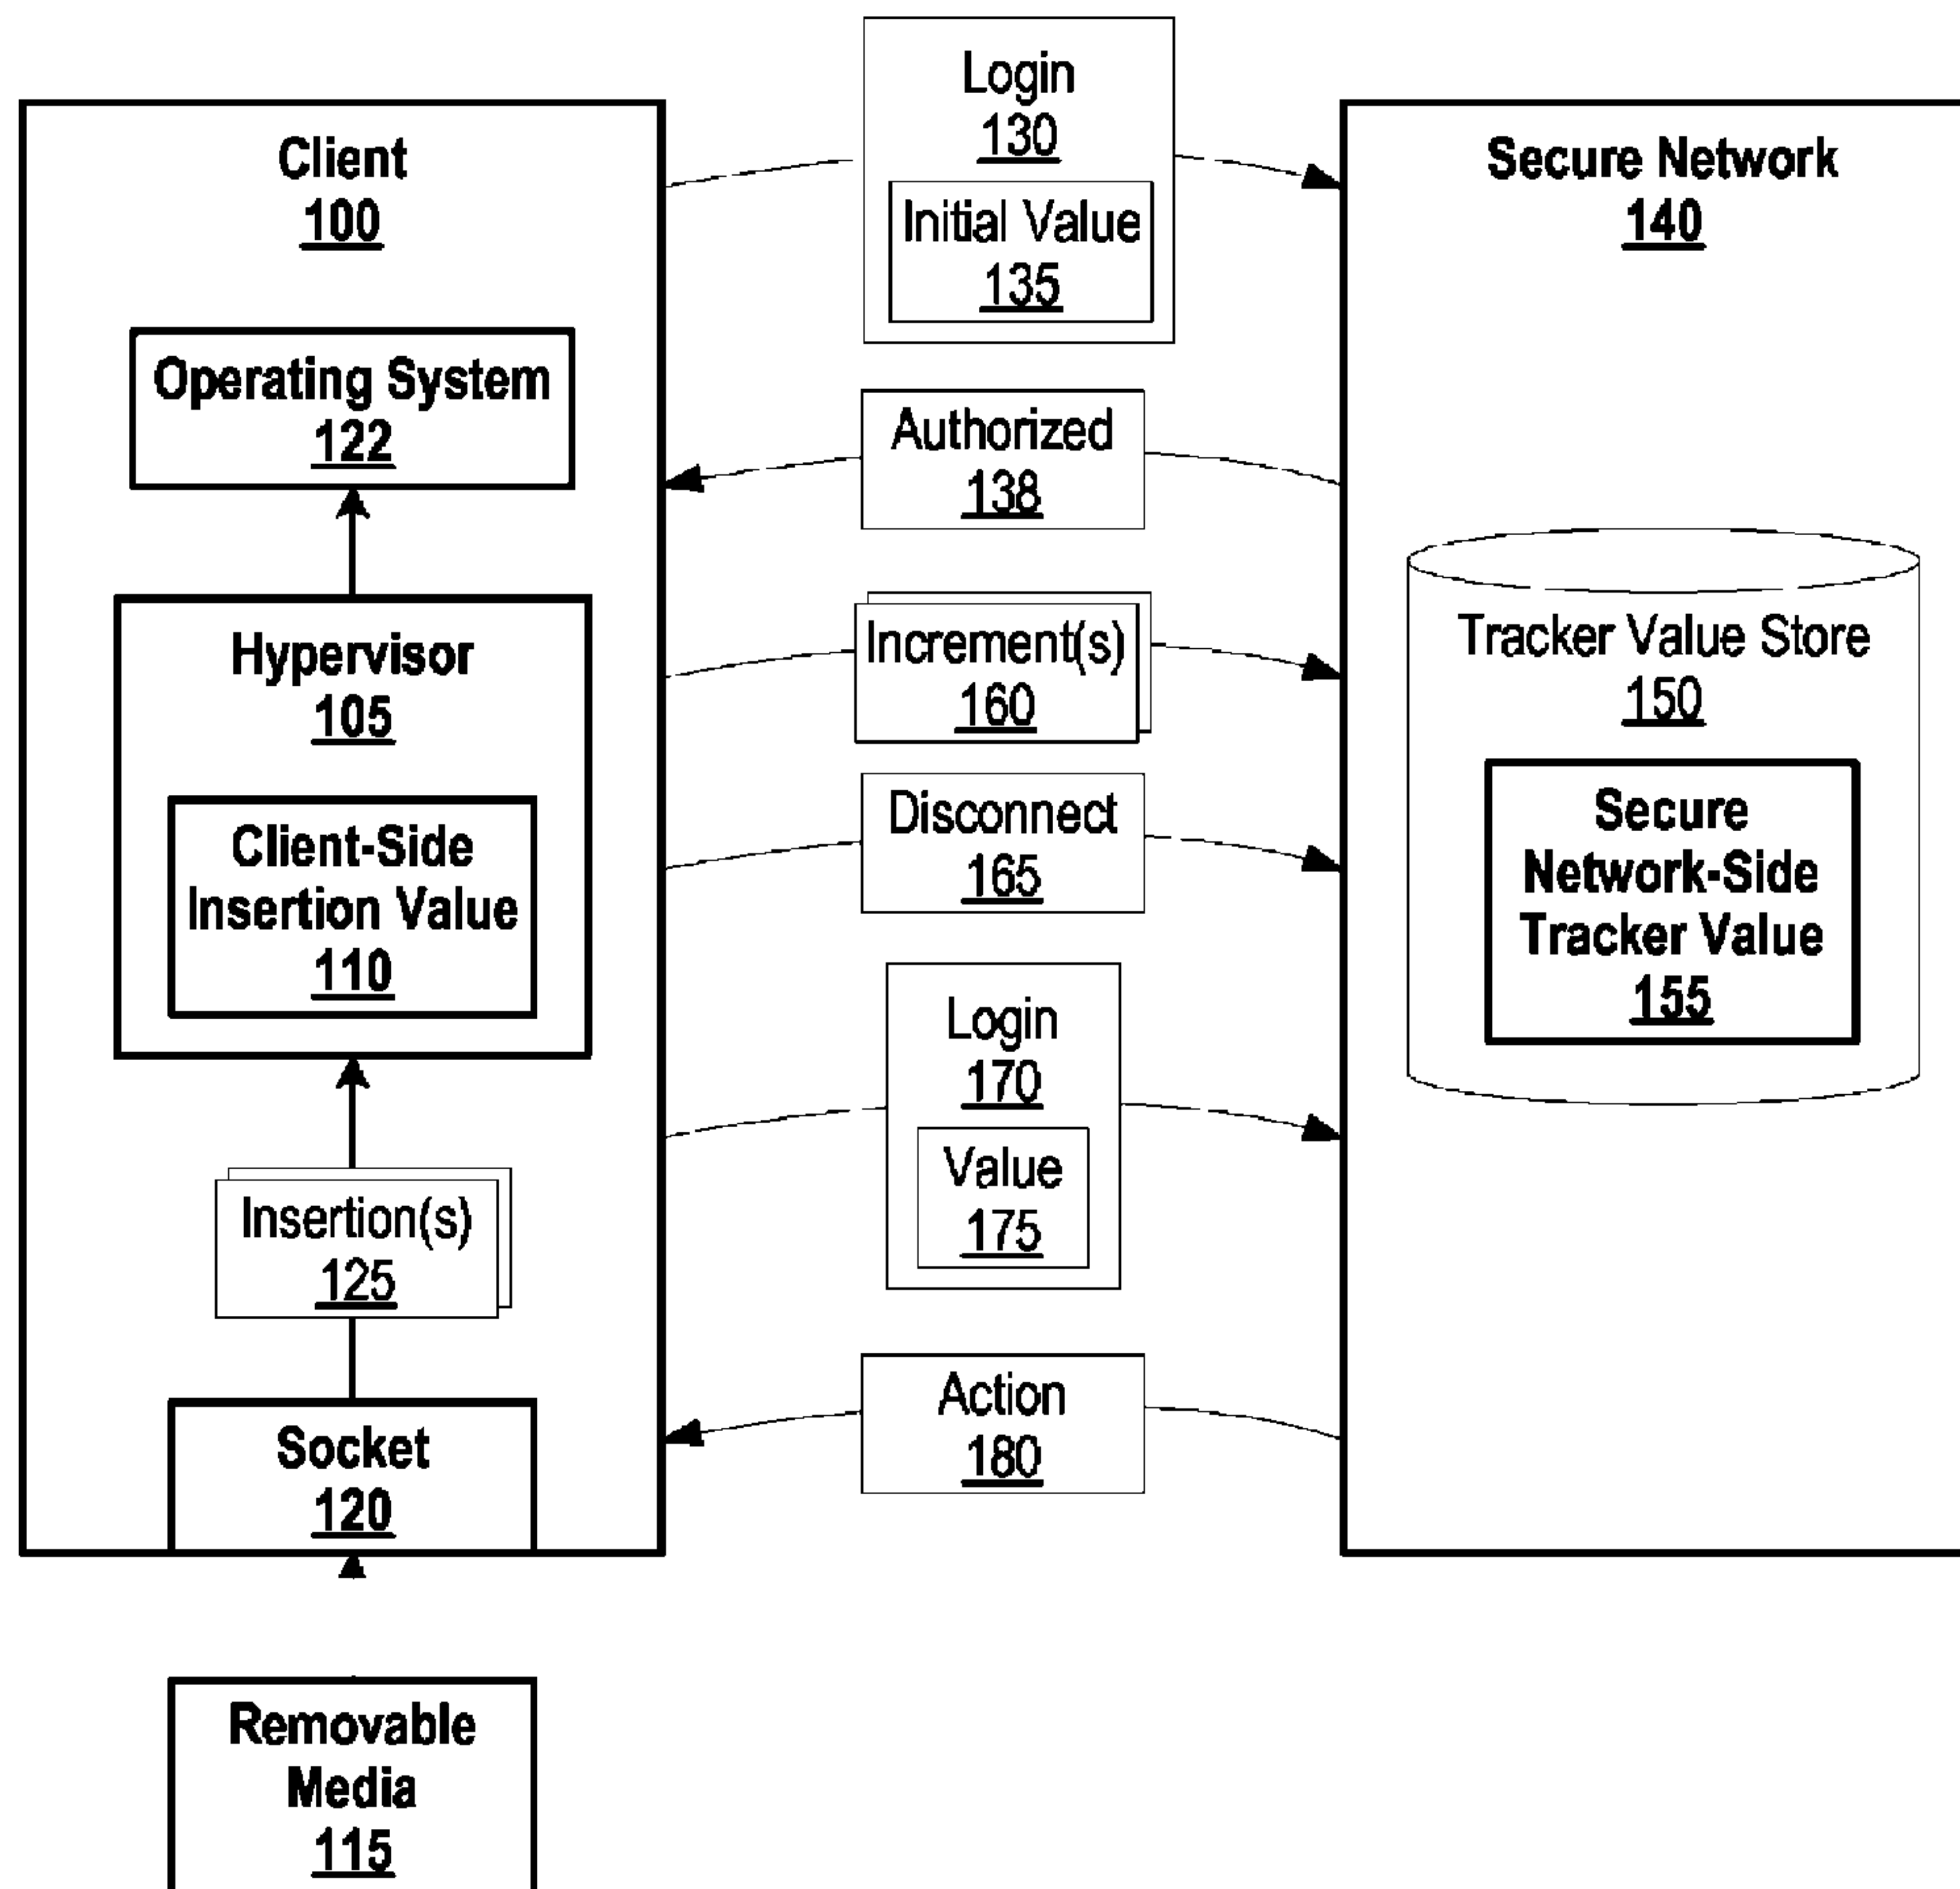 Client
100
Operating System
122
Hypervisor
105
Client-Side
Insertion Value
110
Insertion(s)
125
Socket
120
Removable
Media
115
Login
130
Initial Value
135
Authorized
138
Increment(s)
160
Disconnect
165
Login
170
Value
175
Action
180
Secure Network
140
Tracker Value Store
150
Secure
Network-Side
Tracker Value
155